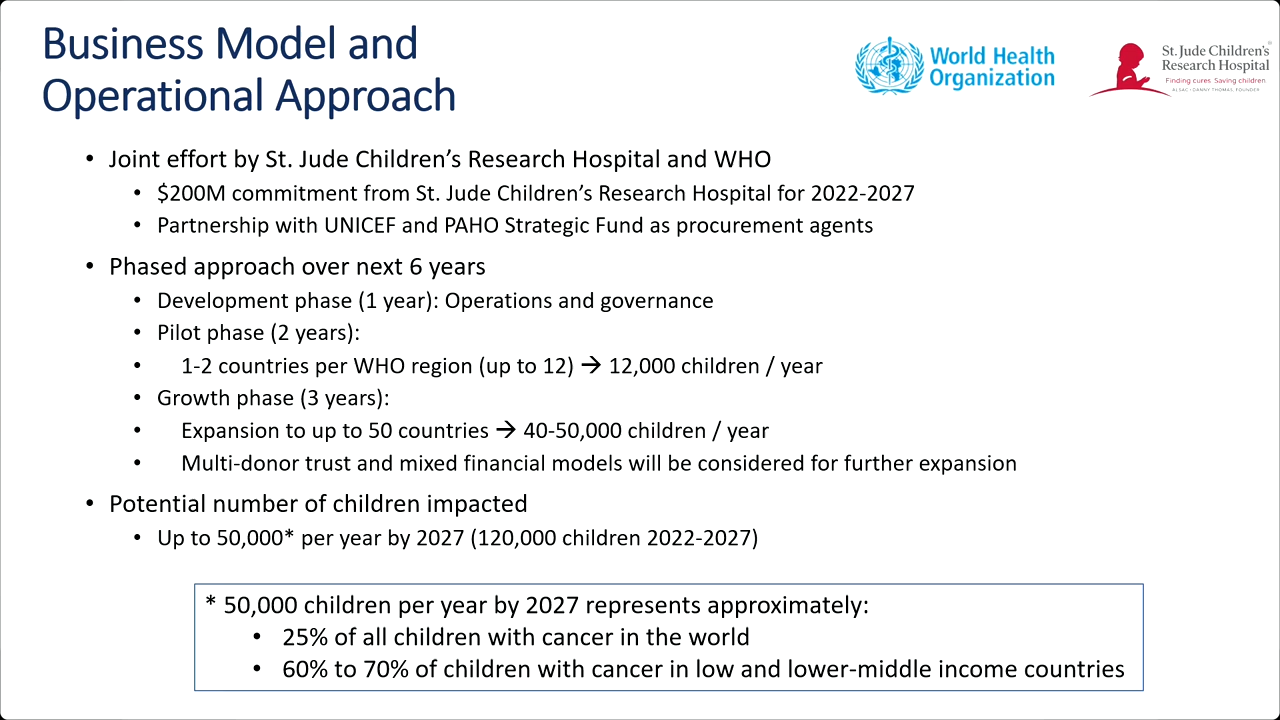 Business Model and
Operational Approach
World Health
Organization
St. Jude Children's
Research Hospital
Finding cures. Saving children.
ALSAC • DANNY THOMAS, FOUNDER
• Joint effort by St. Jude Children’s Research Hospital and WHO
• $200M commitment from St. Jude Children’s Research Hospital for 2022-2027
• Partnership with UNICEF and PAHO Strategic Fund as procurement agents
• Phased approach over next 6 years
• Development phase (1 year): Operations and governance
• Pilot phase (2 years):
• 1-2 countries per WHO region (up to 12) → 12,000 children / year
• Growth phase (3 years):
• Expansion to up to 50 countries → 40-50,000 children / year
• Multi-donor trust and mixed financial models will be considered for further expansion
• Potential number of children impacted
• Up to 50,000* per year by 2027 (120,000 children 2022-2027)
* 50,000 children per year by 2027 represents approximately:
• 25% of all children with cancer in the world
• 60% to 70% of children with cancer in low and lower-middle income countries